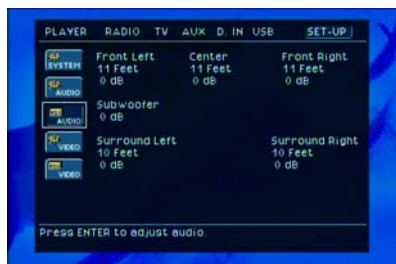 PLAYER RADIO TV AUX D. IN USB SET-UP
SYSTEM
AUDIO
AUDIO
VIDEO
VIDEO
Front Left Center Front Right
11 Feet 11 Feet 11 Feet
0 dB 0 dB 0 dB
Subwoofer
0 dB
Surround Left Surround Right
10 Feet 10 Feet
0 dB 0 dB
Press ENTER to adjust audio.